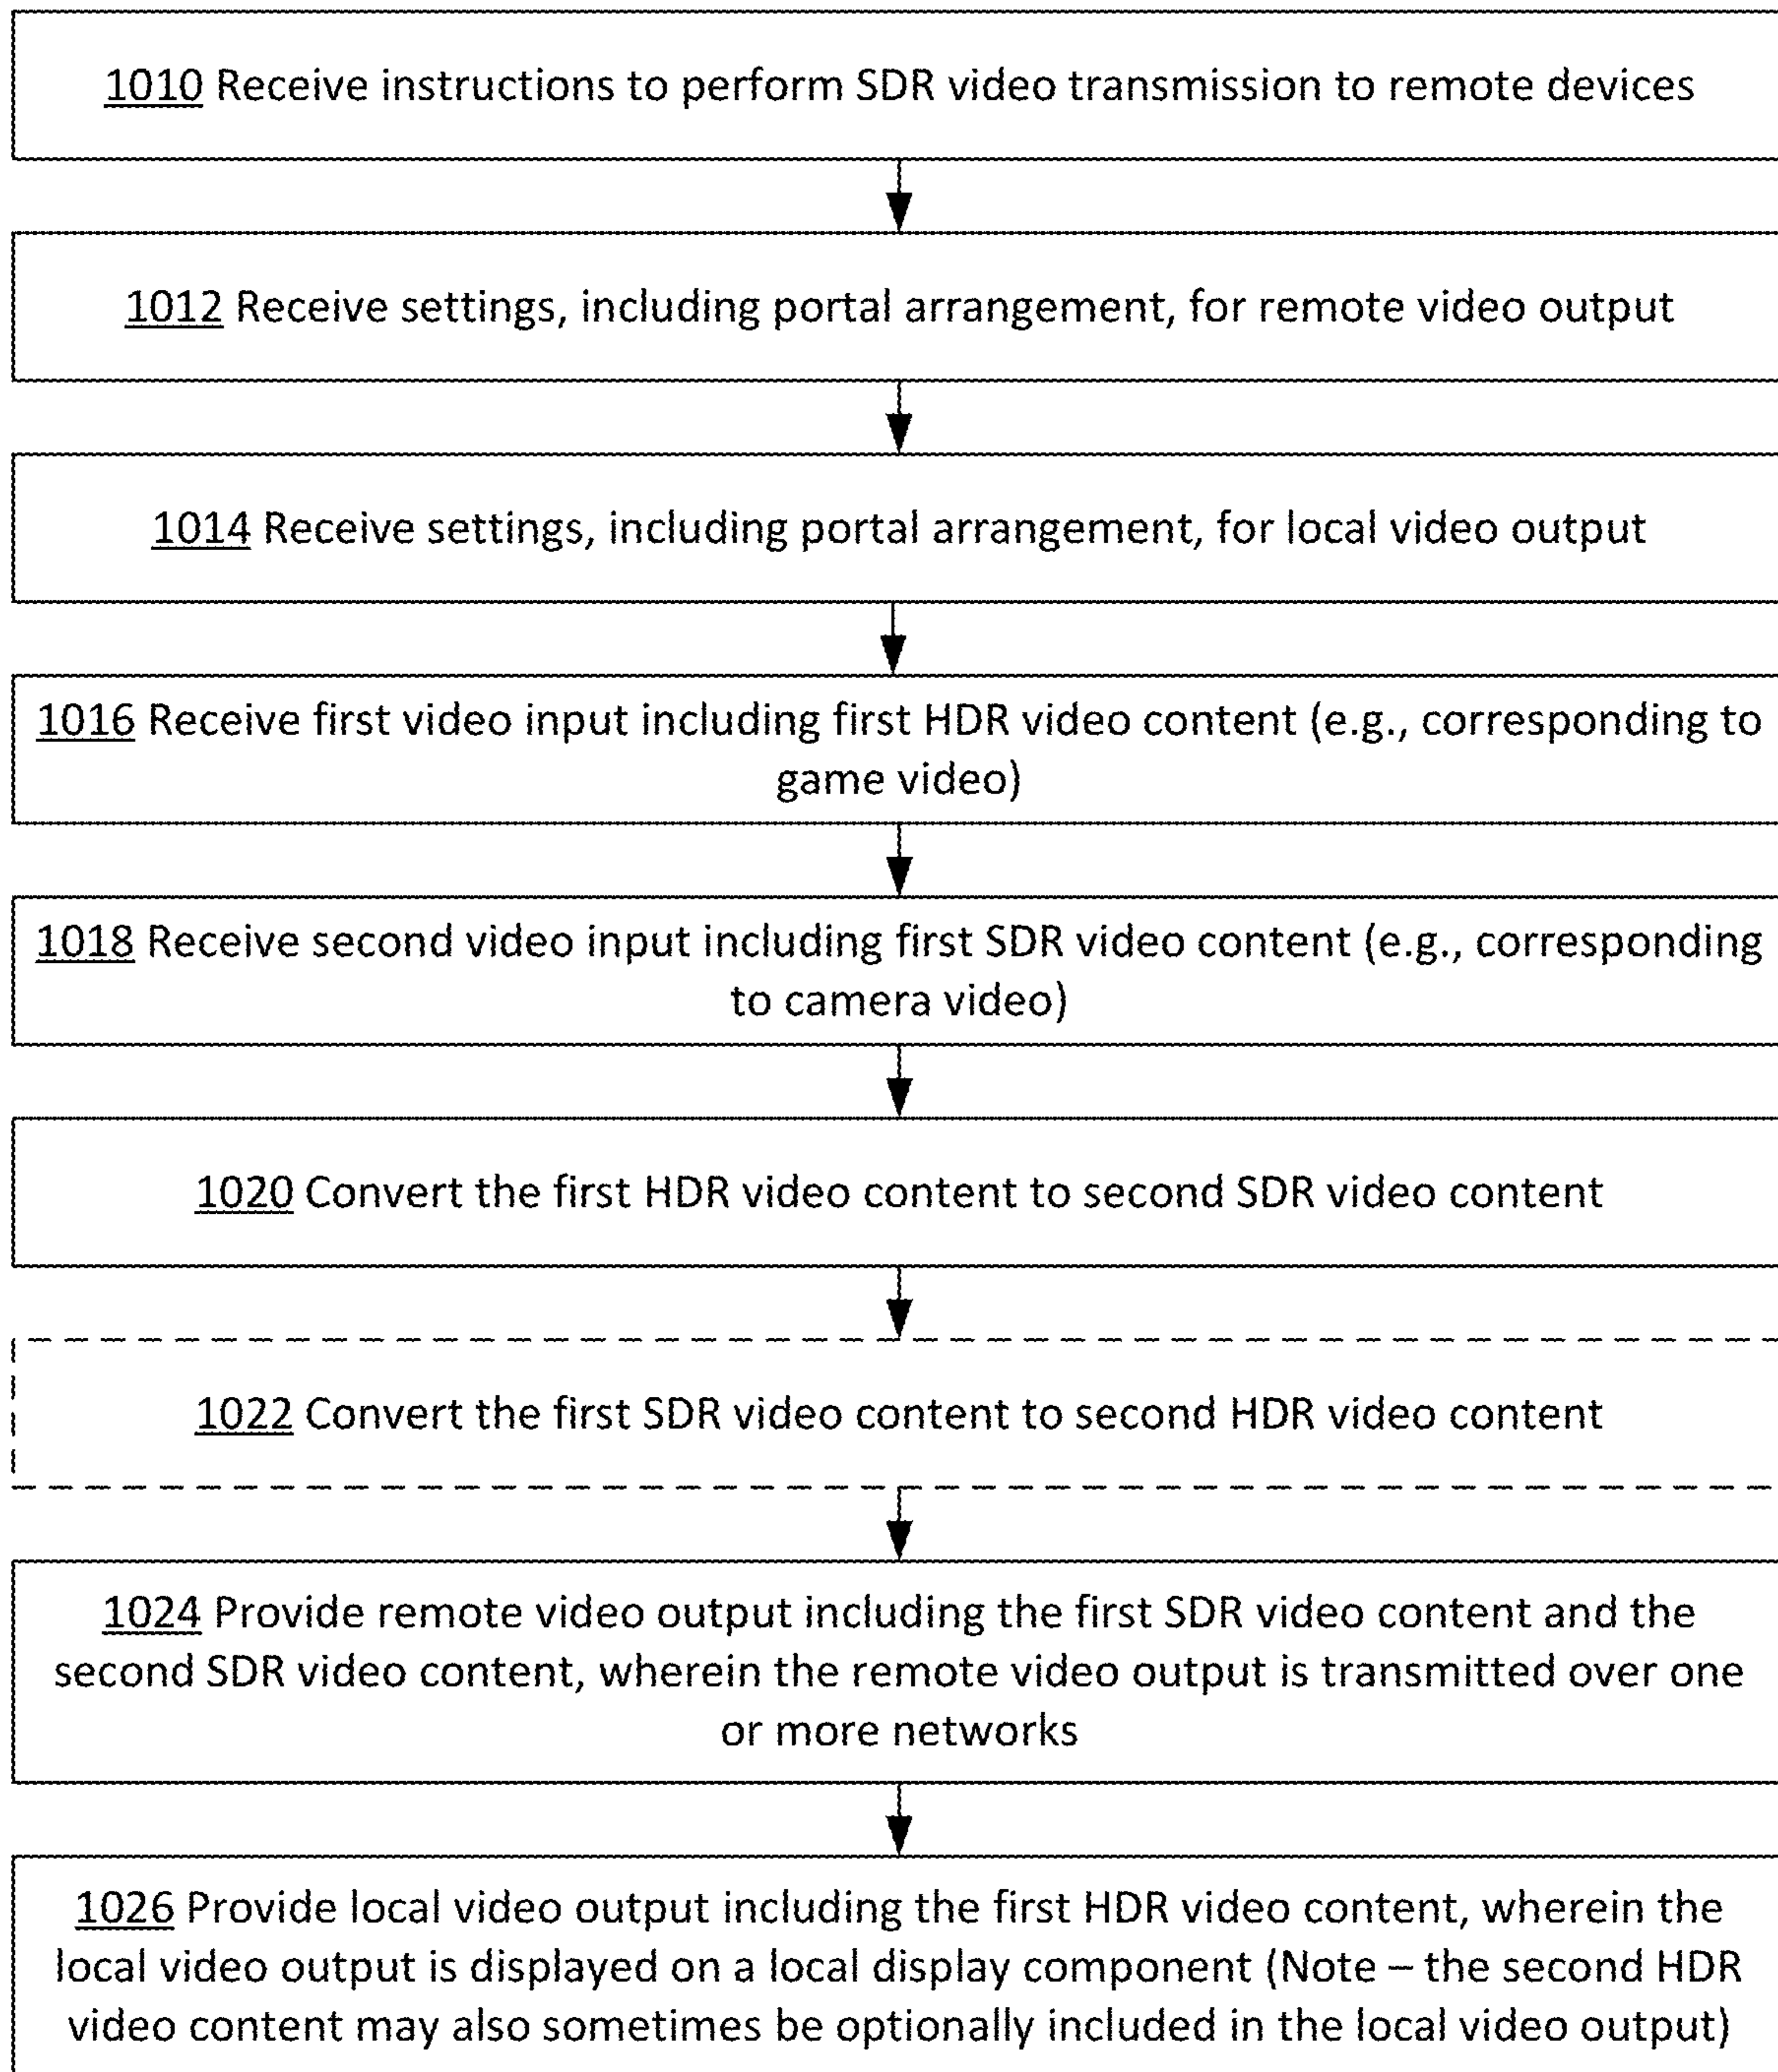 1010 Receive instructions to perform SDR video transmission to remote devices
1012 Receive settings, including portal arrangement, for remote video output
1014 Receive settings, including portal arrangement, for local video output
1016 Receive first video input including first HDR video content (e.g., corresponding to
game video)
1018 Receive second video input including first SDR video content (e.g., corresponding
to camera video)
1020 Convert the first HDR video content to second SDR video content
1022 Convert the first SDR video content to second HDR video content
1024 Provide remote video output including the first SDR video content and the
second SDR video content, wherein the remote video output is transmitted over one
or more networks
1026 Provide local video output including the first HDR video content, wherein the
local video output is displayed on a local display component (Note – the second HDR
video content may also sometimes be optionally included in the local video output)